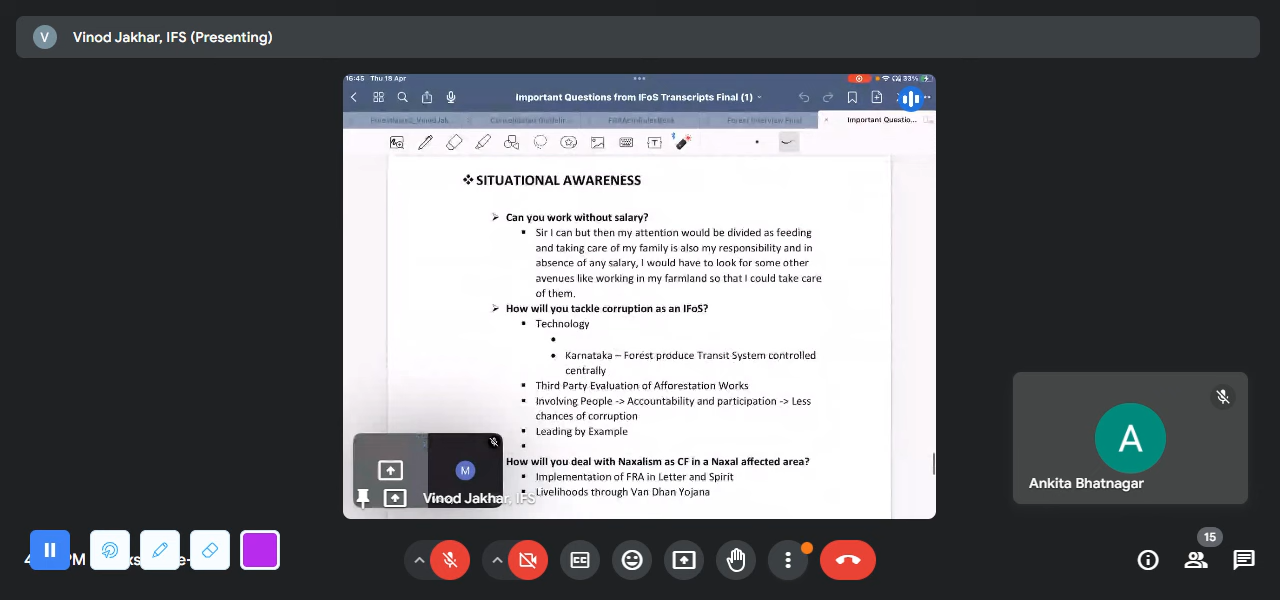 V
Vinod Jakhar, IFS (Presenting)
16:45 Thu 18 Apr
33%
Important Questions from IFoS Transcripts Final (1)
Forest Overview Final
Important Questio...
T
❖ SITUATIONAL AWARENESS
➢ Can you work without salary?
▪ Sir I can but then my attention would be divided as feeding
and taking care of my family is also my responsibility and in
absence of any salary, I would have to look for some other
avenues like working in my farmland so that I could take care
of them.
➢ How will you tackle corruption as an IFoS?
▪ Technology
•
• Karnataka – Forest produce Transit System controlled
centrally
▪ Third Party Evaluation of Afforestation Works
▪ Involving People -> Accountability and participation -> Less
chances of corruption
▪ Leading by Example
▪
How will you deal with Naxalism as CF in a Naxal affected area?
▪ Implementation of FRA in Letter and Spirit
Livelihoods through Van Dhan Yojana
M
Vinod Jakhar, IFS
A
Ankita Bhatnagar
PM
CC
15